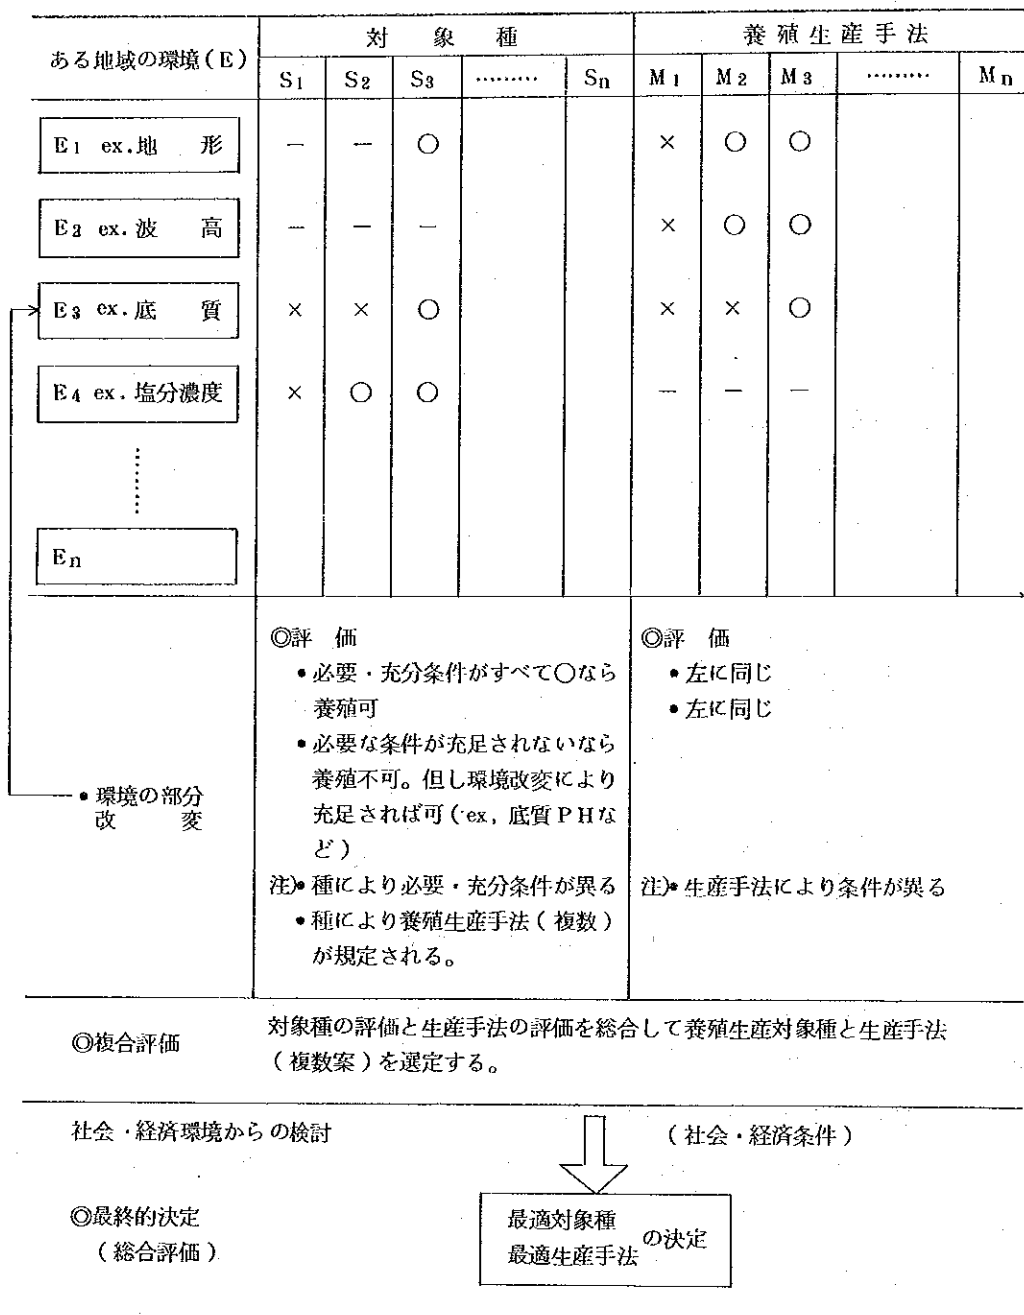 ある地域の環境(E) 対象種 養殖生産手法
S1 S2 S3 ……… Sn M1 M2 M3 ……… Mn
E1 ex.地 形 − − ○ × ○ ○
E2 ex.波 高 − − − × ○ ○
E3 ex.底 質 × × ○ × × ○
E4 ex.塩分濃度 × ○ ○ − − −
En
◎評 価
•必要・充分条件がすべて○なら
養殖可
•必要な条件が充足されないなら
養殖不可。但し環境改変により
充足されれば可(ex, 底質PHな
ど)
注)•種により必要・充分条件が異る
•種により養殖生産手法(複数)
が規定される。
◎評 価
•左に同じ
•左に同じ
注)•生産手法により条件が異る
•環境の部分
改 変
◎複合評価
対象種の評価と生産手法の評価を総合して養殖生産対象種と生産手法
(複数案)を選定する。
社会・経済環境からの検討
(社会・経済条件)
◎最終的決定
(総合評価)
最適対象種
最適生産手法
の決定